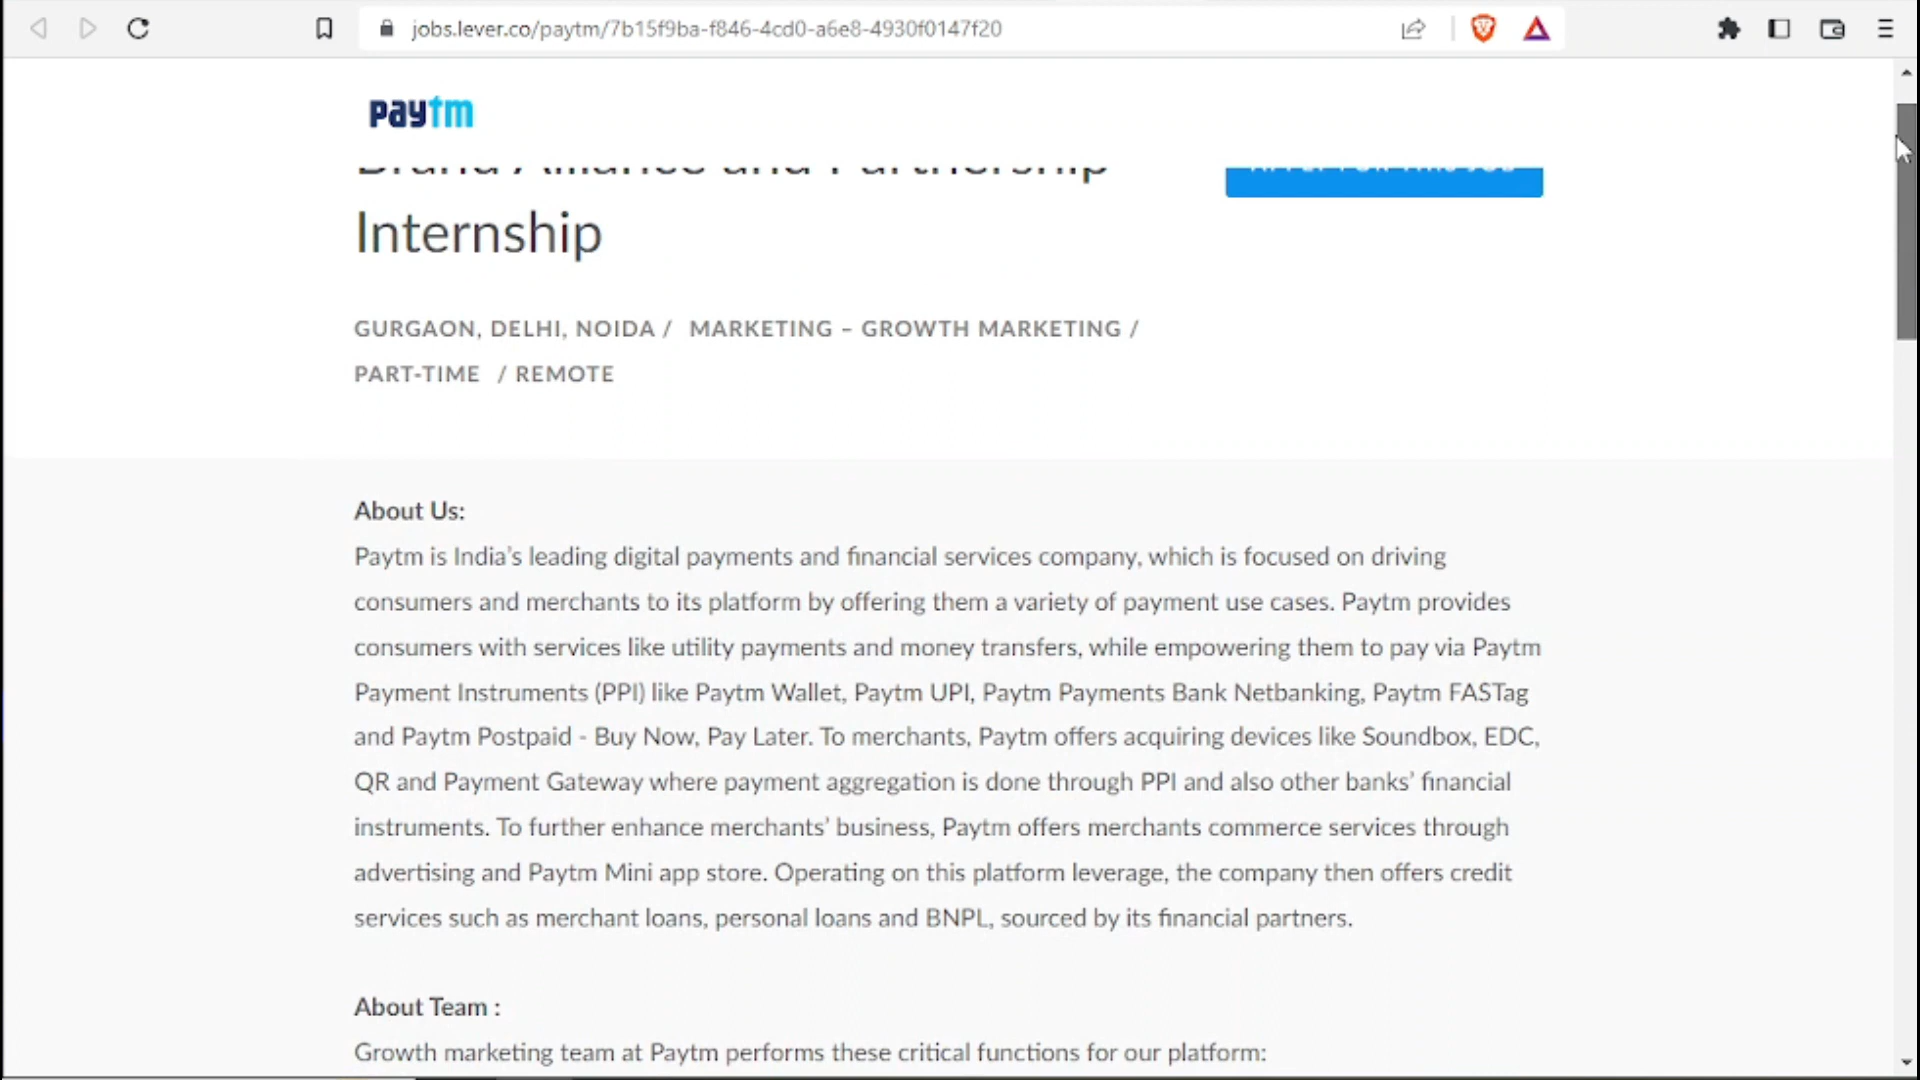 jobs.lever.co/paytm/7b15f9ba-f846-4cd0-a6e8-4930f0147f20
paytm
Brand Alliance and Partnership
APPLY FOR THIS JOB
Internship
GURGAON, DELHI, NOIDA / MARKETING – GROWTH MARKETING /
PART-TIME / REMOTE
About Us:
Paytm is India’s leading digital payments and financial services company, which is focused on driving
consumers and merchants to its platform by offering them a variety of payment use cases. Paytm provides
consumers with services like utility payments and money transfers, while empowering them to pay via Paytm
Payment Instruments (PPI) like Paytm Wallet, Paytm UPI, Paytm Payments Bank Netbanking, Paytm FASTag
and Paytm Postpaid - Buy Now, Pay Later. To merchants, Paytm offers acquiring devices like Soundbox, EDC,
QR and Payment Gateway where payment aggregation is done through PPI and also other banks’ financial
instruments. To further enhance merchants’ business, Paytm offers merchants commerce services through
advertising and Paytm Mini app store. Operating on this platform leverage, the company then offers credit
services such as merchant loans, personal loans and BNPL, sourced by its financial partners.
About Team :
Growth marketing team at Paytm performs these critical functions for our platform: